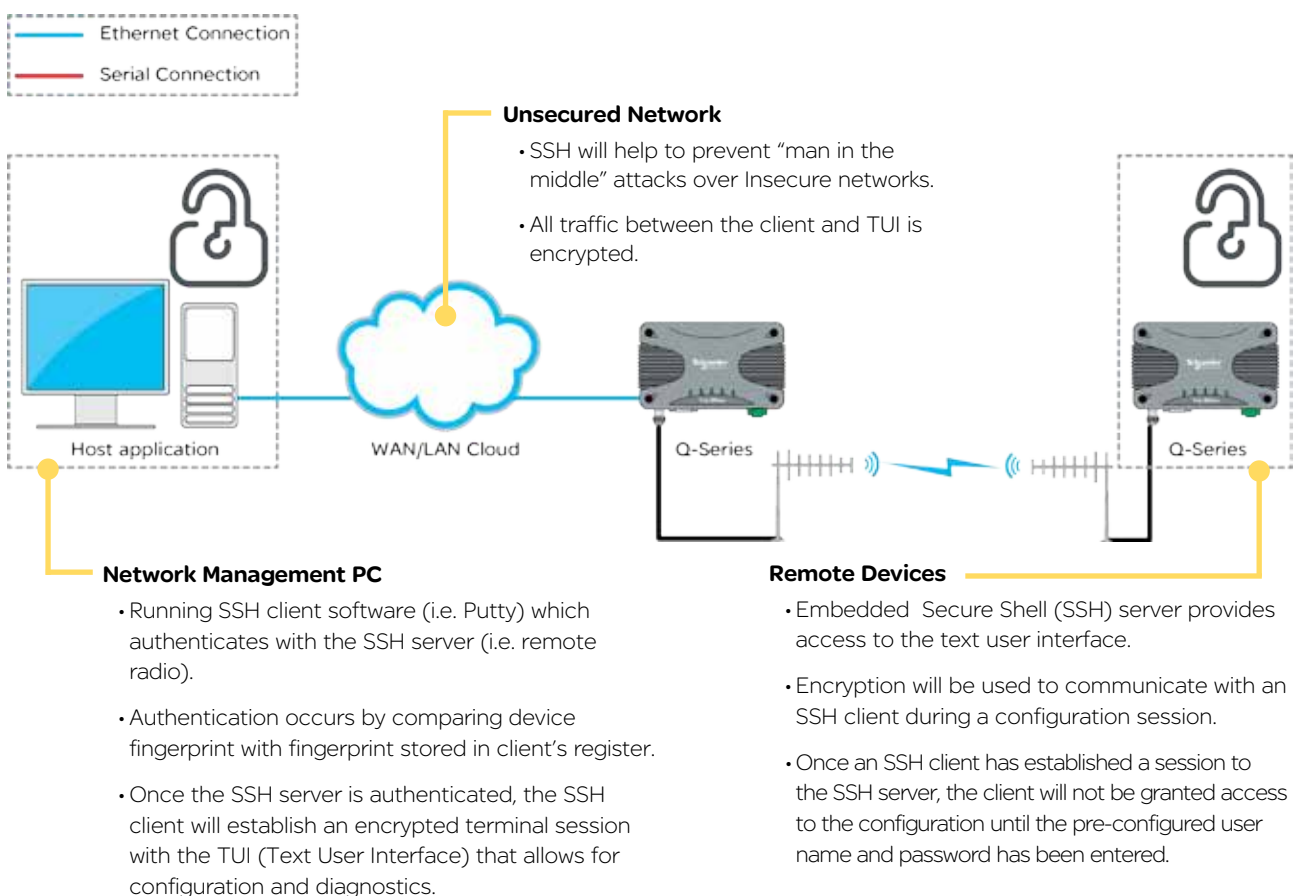 Ethernet Connection
Serial Connection
Unsecured Network
• SSH will help to prevent “man in the
middle” attacks over Insecure networks.
• All traffic between the client and TUI is
encrypted.
Host application
WAN/LAN Cloud
Q-Series
Q-Series
Network Management PC
• Running SSH client software (i.e. Putty) which
authenticates with the SSH server (i.e. remote
radio).
• Authentication occurs by comparing device
fingerprint with fingerprint stored in client’s register.
• Once the SSH server is authenticated, the SSH
client will establish an encrypted terminal session
with the TUI (Text User Interface) that allows for
configuration and diagnostics.
Remote Devices
• Embedded Secure Shell (SSH) server provides
access to the text user interface.
• Encryption will be used to communicate with an
SSH client during a configuration session.
• Once an SSH client has established a session to
the SSH server, the client will not be granted access
to the configuration until the pre-configured user
name and password has been entered.